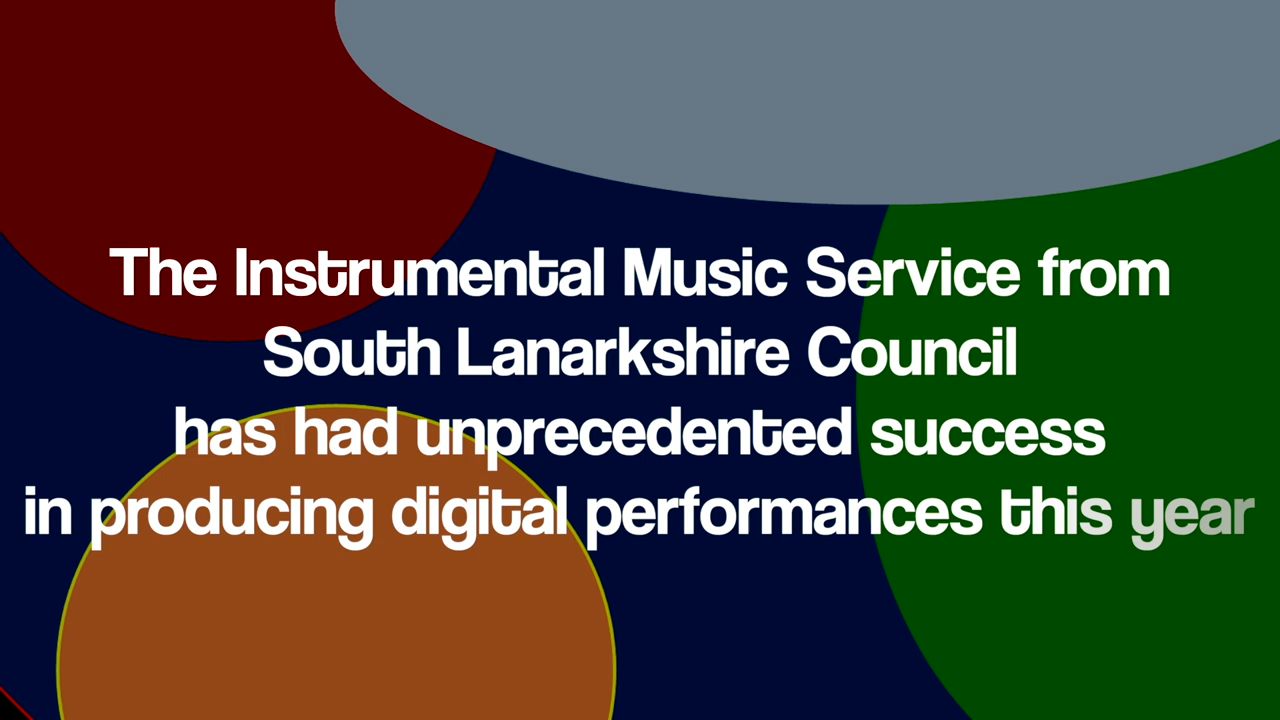 The Instrumental Music Service from
South Lanarkshire Council
has had unprecedented success
in producing digital performances this year